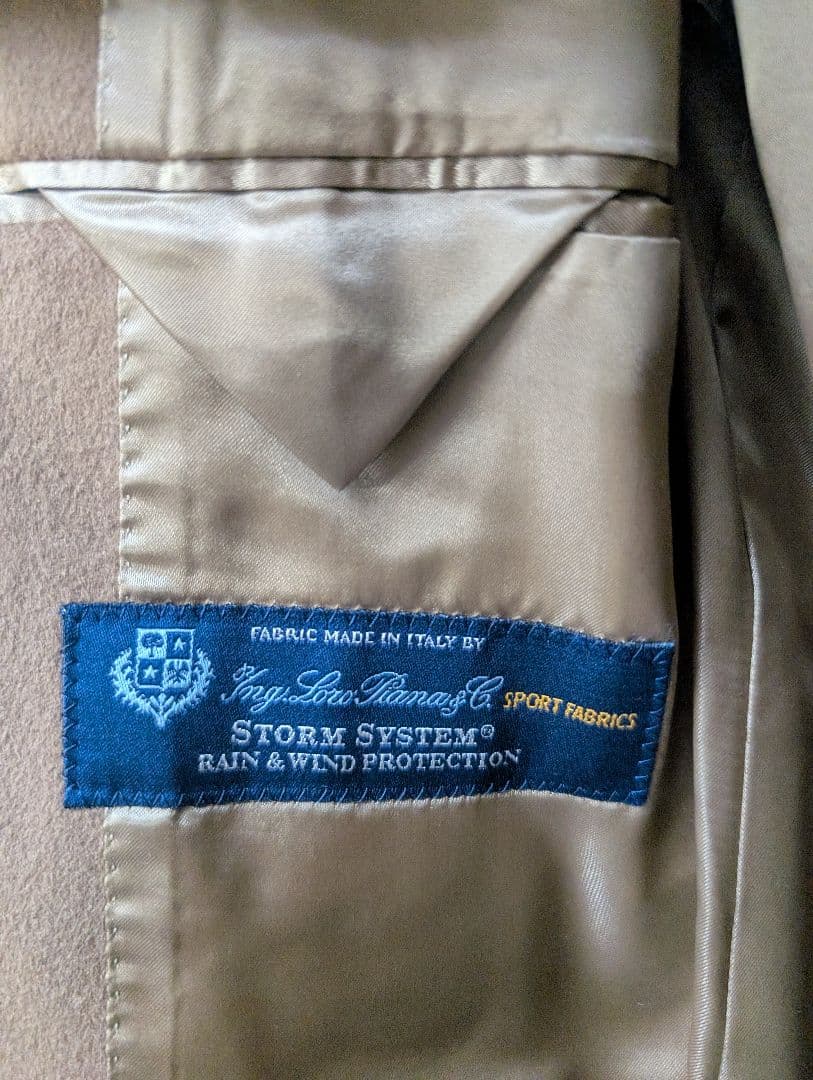 FABRIC MADE IN ITALY BY
Ing. Loro Piana & C. SPORT FABRICS
STORM SYSTEM®
RAIN & WIND PROTECTION